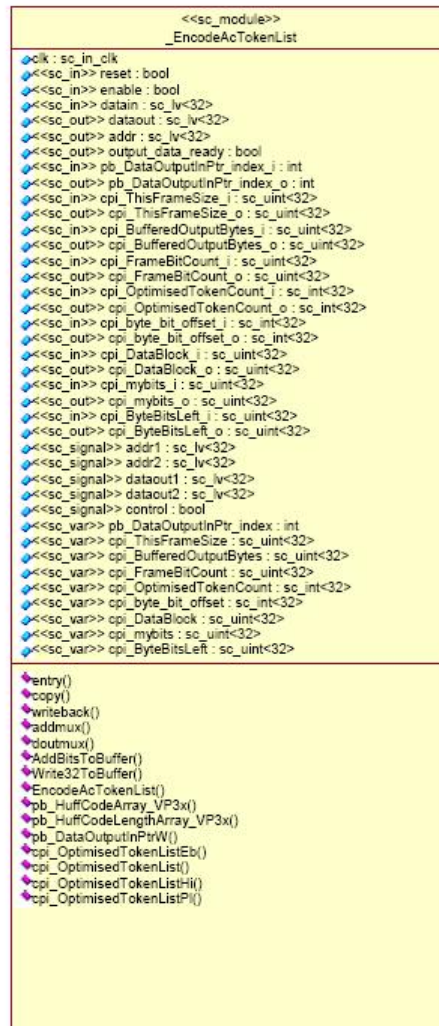 <<sc_module>>
_EncodeAcTokenList
clk : sc_in_clk
<<sc_in>> reset : bool
<<sc_in>> enable : bool
<<sc_in>> datain : sc_lv<32>
<<sc_out>> dataout : sc_lv<32>
<<sc_out>> addr : sc_lv<32>
<<sc_out>> output_data_ready : bool
<<sc_in>> pb_DataOutputInPtr_index_i : int
<<sc_out>> pb_DataOutputInPtr_index_o : int
<<sc_in>> cpi_ThisFrameSize_i : sc_uint<32>
<<sc_out>> cpi_ThisFrameSize_o : sc_uint<32>
<<sc_in>> cpi_BufferedOutputBytes_i : sc_uint<32>
<<sc_out>> cpi_BufferedOutputBytes_o : sc_uint<32>
<<sc_in>> cpi_FrameBitCount_i : sc_uint<32>
<<sc_out>> cpi_FrameBitCount_o : sc_uint<32>
<<sc_in>> cpi_OptimisedTokenCount_i : sc_int<32>
<<sc_out>> cpi_OptimisedTokenCount_o : sc_int<32>
<<sc_in>> cpi_byte_bit_offset_i : sc_int<32>
<<sc_out>> cpi_byte_bit_offset_o : sc_int<32>
<<sc_in>> cpi_DataBlock_i : sc_uint<32>
<<sc_out>> cpi_DataBlock_o : sc_uint<32>
<<sc_in>> cpi_mybits_i : sc_uint<32>
<<sc_out>> cpi_mybits_o : sc_uint<32>
<<sc_in>> cpi_ByteBitsLeft_i : sc_uint<32>
<<sc_out>> cpi_ByteBitsLeft_o : sc_uint<32>
<<sc_signal>> addr1 : sc_lv<32>
<<sc_signal>> addr2 : sc_lv<32>
<<sc_signal>> dataout1 : sc_lv<32>
<<sc_signal>> dataout2 : sc_lv<32>
<<sc_signal>> control : bool
<<sc_var>> pb_DataOutputInPtr_index : int
<<sc_var>> cpi_ThisFrameSize : sc_uint<32>
<<sc_var>> cpi_BufferedOutputBytes : sc_uint<32>
<<sc_var>> cpi_FrameBitCount : sc_uint<32>
<<sc_var>> cpi_OptimisedTokenCount : sc_int<32>
<<sc_var>> cpi_byte_bit_offset : sc_int<32>
<<sc_var>> cpi_DataBlock : sc_uint<32>
<<sc_var>> cpi_mybits : sc_uint<32>
<<sc_var>> cpi_ByteBitsLeft : sc_uint<32>
entry()
copy()
writeback()
addmux()
doutmux()
AddBitsToBuffer()
Write32ToBuffer()
EncodeAcTokenList()
pb_HuffCodeArray_VP3x()
pb_HuffCodeLengthArray_VP3x()
pb_DataOutputInPtrW()
cpi_OptimisedTokenListEb()
cpi_OptimisedTokenList()
cpi_OptimisedTokenListHi()
cpi_OptimisedTokenListPl()